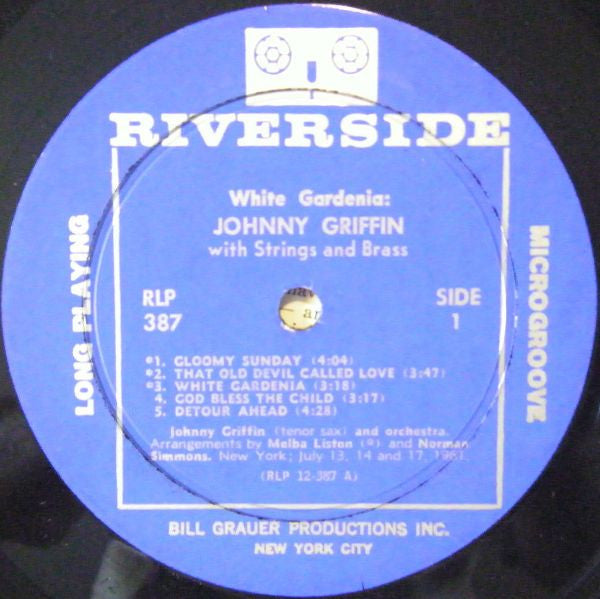 RIVERSIDE
White Gardenia:
JOHNNY GRIFFIN
with Strings and Brass
RLP
387
SIDE
1
LONG PLAYING
MICROGROOVE
*1. GLOOMY SUNDAY (4:04)
*2. THAT OLD DEVIL CALLED LOVE (3:47)
*3. WHITE GARDENIA (3:18)
4. GOD BLESS THE CHILD (3:17)
5. DETOUR AHEAD (4:28)
Johnny Griffin (tenor sax) and orchestra.
Arrangements by Melba Liston (*) and Norman
Simmons. New York; July 13, 14 and 17, 1961.
(RLP 12-387 A)
BILL GRAUER PRODUCTIONS INC.
NEW YORK CITY